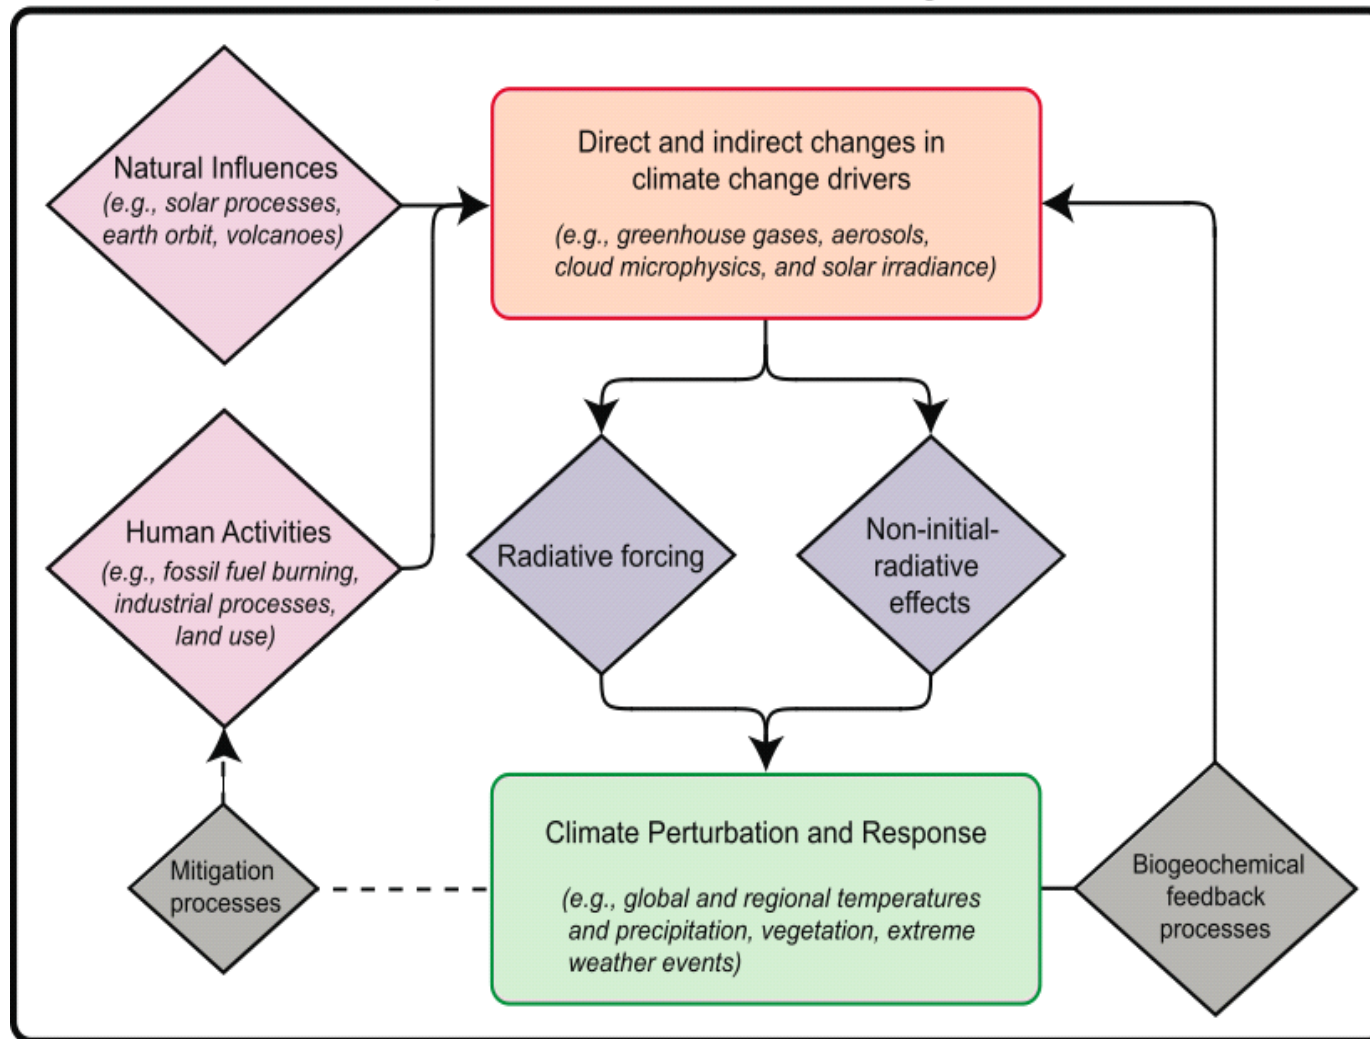 Natural Influences
(e.g., solar processes,
earth orbit, volcanoes)
Direct and indirect changes in
climate change drivers
(e.g., greenhouse gases, aerosols,
cloud microphysics, and solar irradiance)
Human Activities
(e.g., fossil fuel burning,
industrial processes,
land use)
Radiative forcing
Non-initial-
radiative
effects
Mitigation
processes
Climate Perturbation and Response
(e.g., global and regional temperatures
and precipitation, vegetation, extreme
weather events)
Biogeochemical
feedback
processes